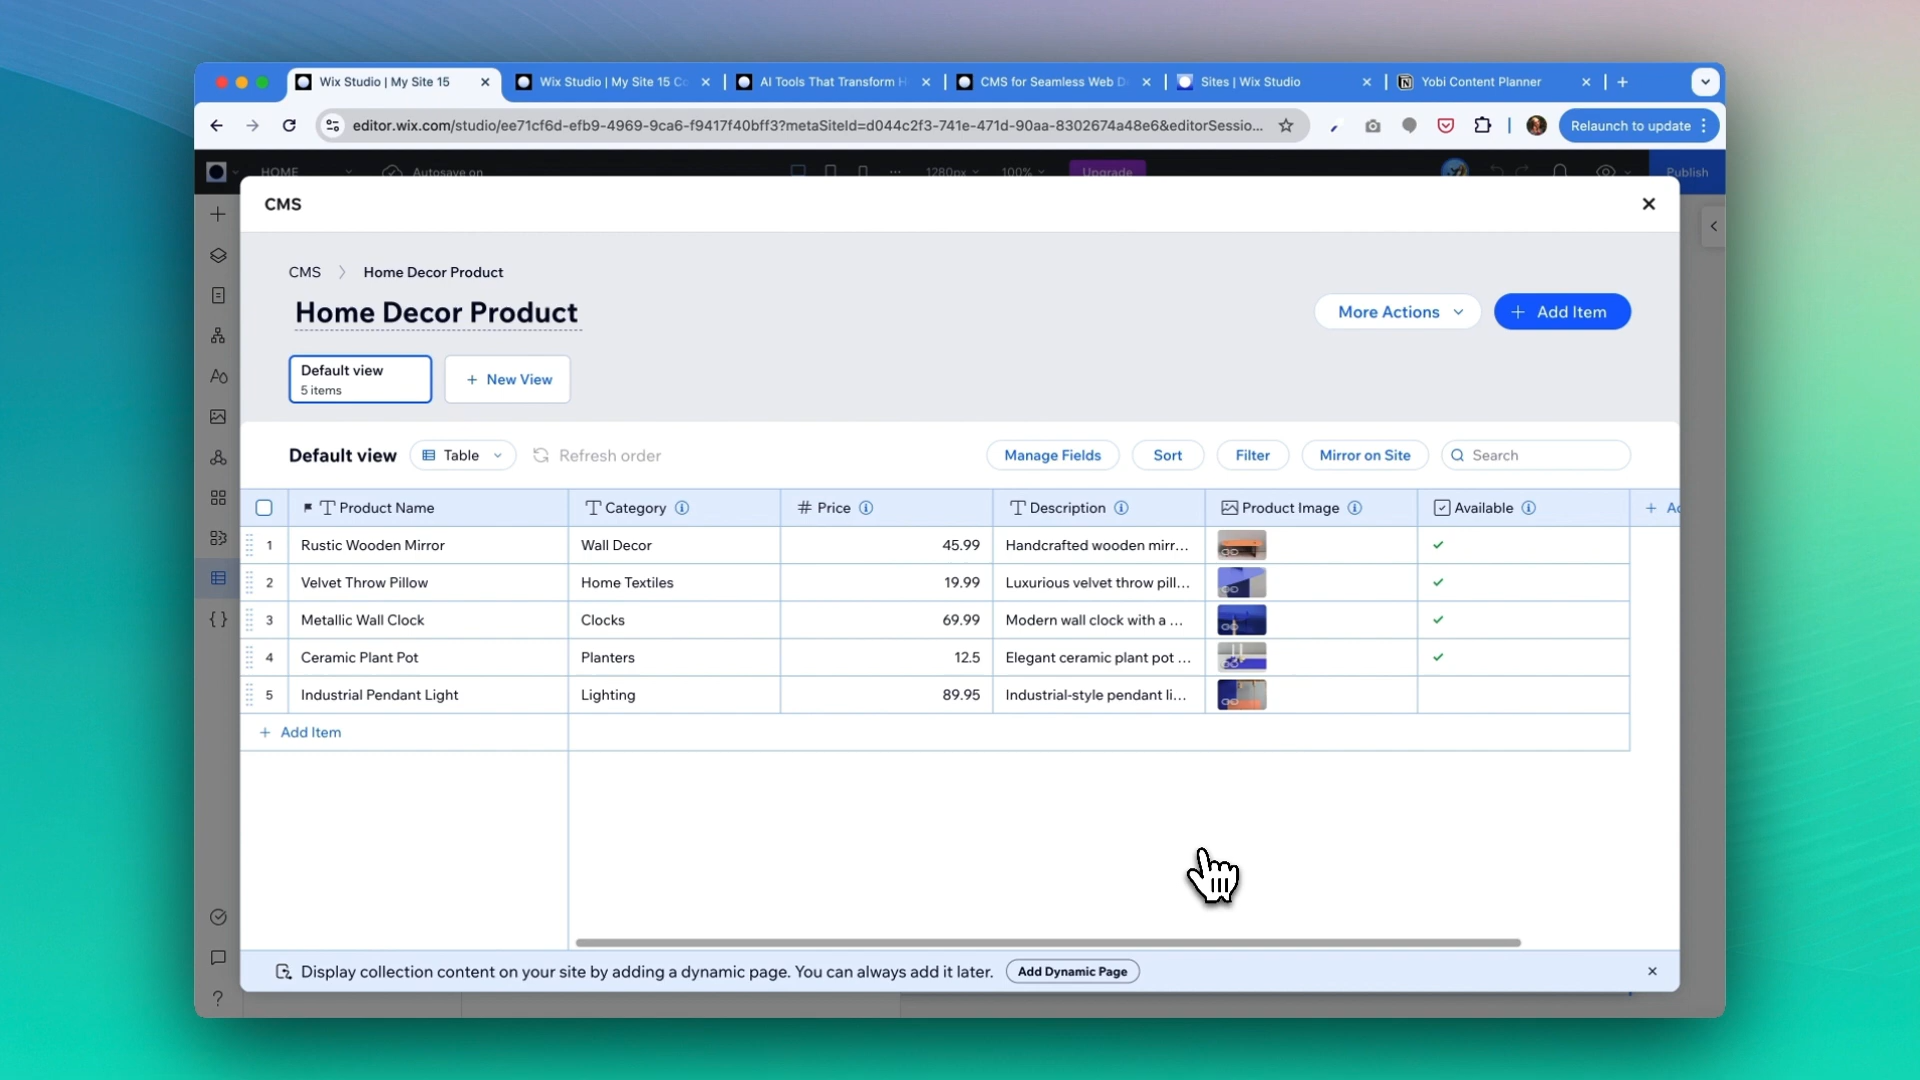 Wix Studio | My Site 15
Wix Studio | My Site 15 Co
AI Tools That Transform H
CMS for Seamless Web D
Sites | Wix Studio
Yobi Content Planner
editor.wix.com/studio/ee71cf6d-efb9-4969-9ca6-f9417f40bff3?metaSiteId=d044c2f3-741e-471d-90aa-8302674a48e6&editorSessio...
Relaunch to update
HOME
Autosave on
1280px
100%
Upgrade
Publish
CMS
CMS
Home Decor Product
Home Decor Product
More Actions
+ Add Item
Default view
5 items
+ New View
Default view
Table
Refresh order
Manage Fields
Sort
Filter
Mirror on Site
Search
Product Name
Category
# Price
Description
Product Image
Available
+ Ad
1 Rustic Wooden Mirror Wall Decor 45.99 Handcrafted wooden mirr...
2 Velvet Throw Pillow Home Textiles 19.99 Luxurious velvet throw pill...
3 Metallic Wall Clock Clocks 69.99 Modern wall clock with a ...
4 Ceramic Plant Pot Planters 12.5 Elegant ceramic plant pot ...
5 Industrial Pendant Light Lighting 89.95 Industrial-style pendant li...
+ Add Item
Display collection content on your site by adding a dynamic page. You can always add it later.
Add Dynamic Page